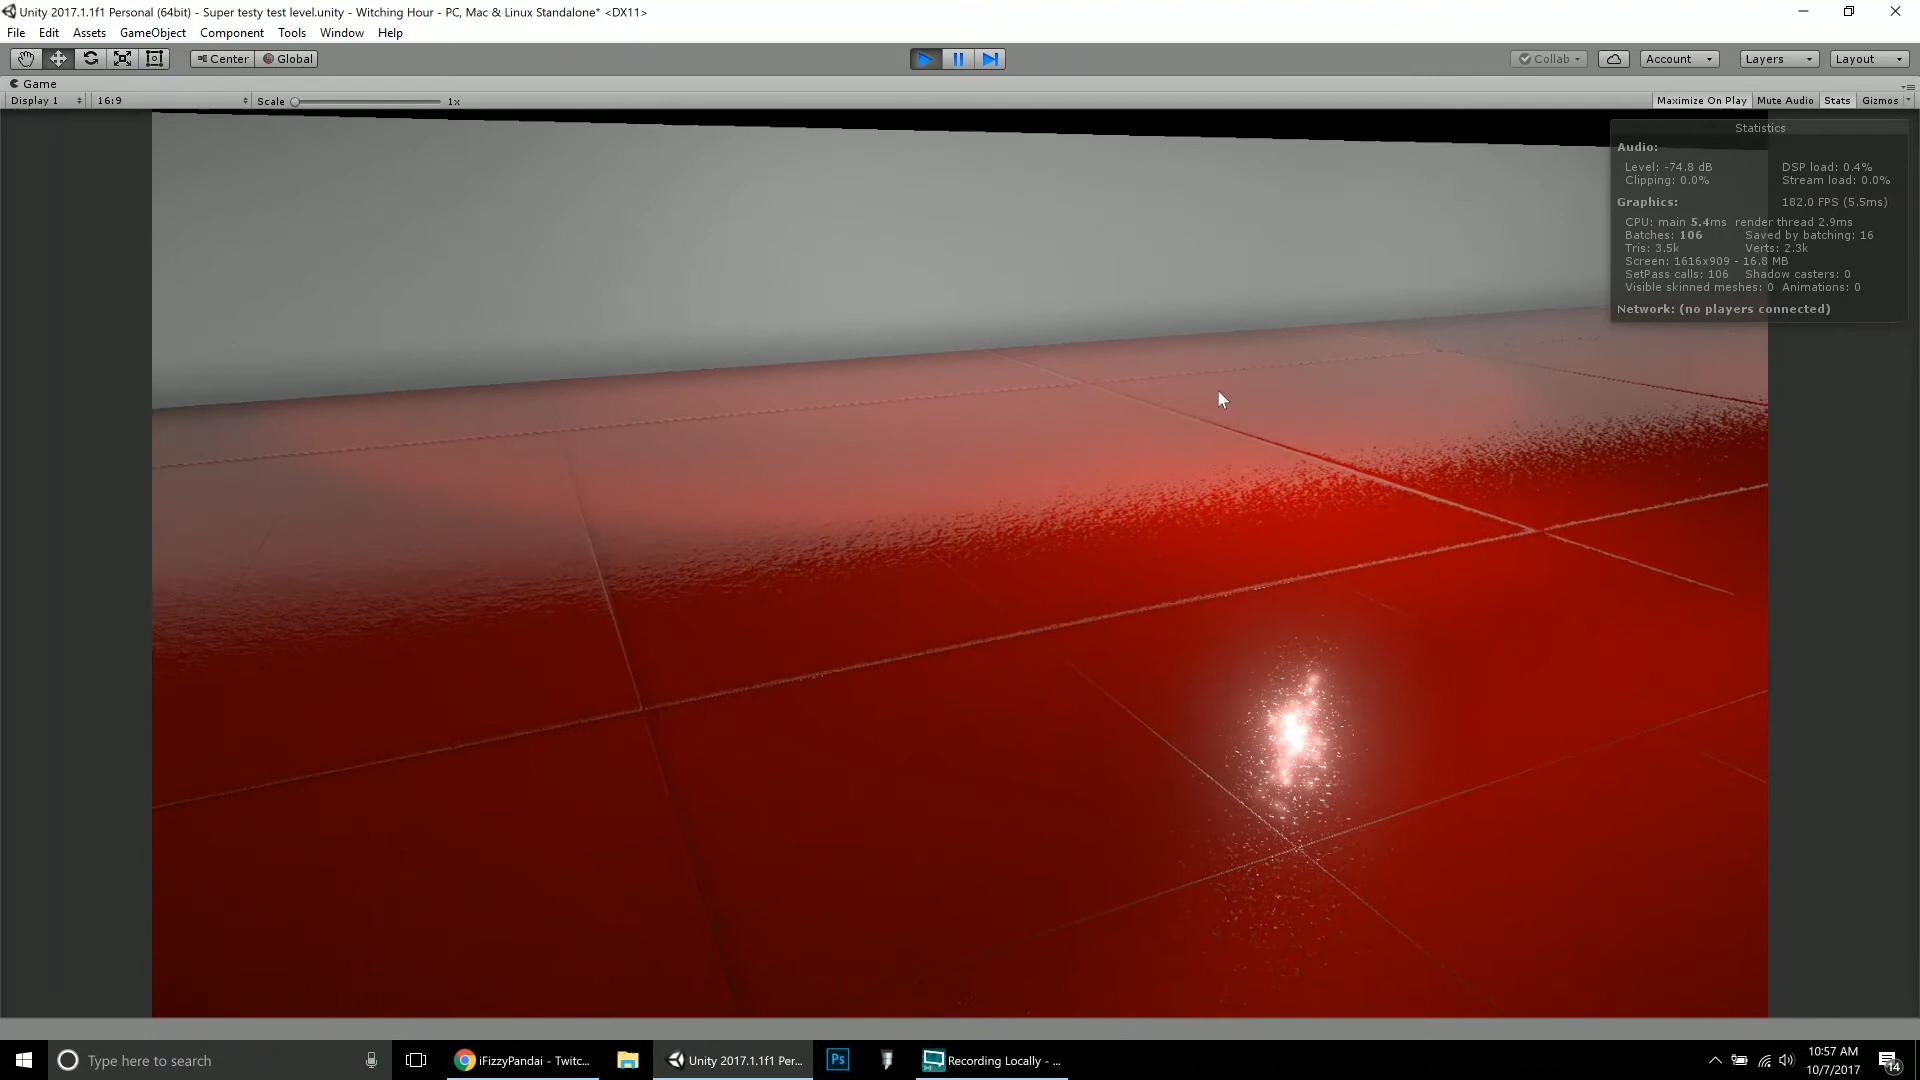 Unity 2017.1.1f1 Personal (64bit) - Super testy test level.unity - Witching Hour - PC, Mac & Linux Standalone* <DX11>
File Edit Assets GameObject Component Tools Window Help
Center Global Collab Account Layers Layout
Game
Display 1 16:9 Scale 1x Maximize On Play Mute Audio Stats Gizmos
Statistics
Audio:
Level: -74.8 dB DSP load: 0.4%
Clipping: 0.0% Stream load: 0.0%
Graphics: 182.0 FPS (5.5ms)
CPU: main 5.4ms render thread 2.9ms
Batches: 106 Saved by batching: 16
Tris: 3.5k Verts: 2.3k
Screen: 1616x909 - 16.8 MB
SetPass calls: 106 Shadow casters: 0
Visible skinned meshes: 0 Animations: 0
Network: (no players connected)
Type here to search iFizzyPandai - Twitc... Unity 2017.1.1f1 Per... Ps Recording Locally - ... 10:57 AM
10/7/2017 14